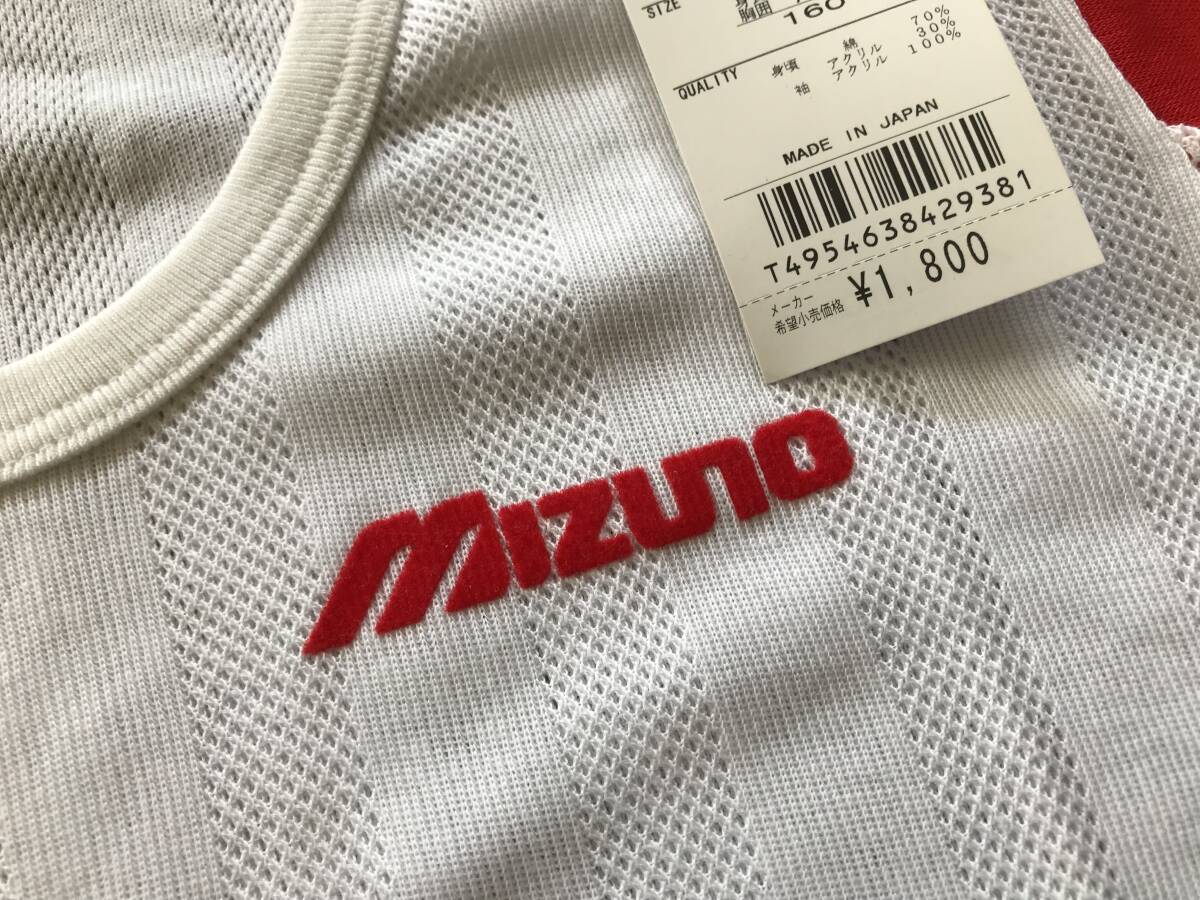 SIZE
胸囲
160
QUALITY 身頃 綿 70%
アクリル 30%
袖 アクリル 100%
MADE IN JAPAN
T4954638429381
メーカー
希望小売価格 ¥1,800
MIZUNO